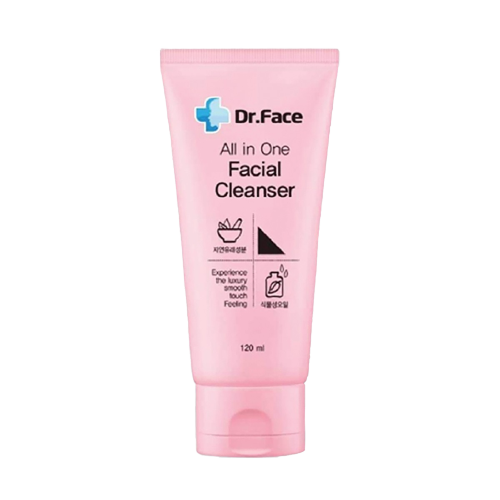 Dr.Face
All in One
Facial
Cleanser
자연유래성분
Experience
the luxury
smooth
touch
Feeling
식물성오일
120 ml